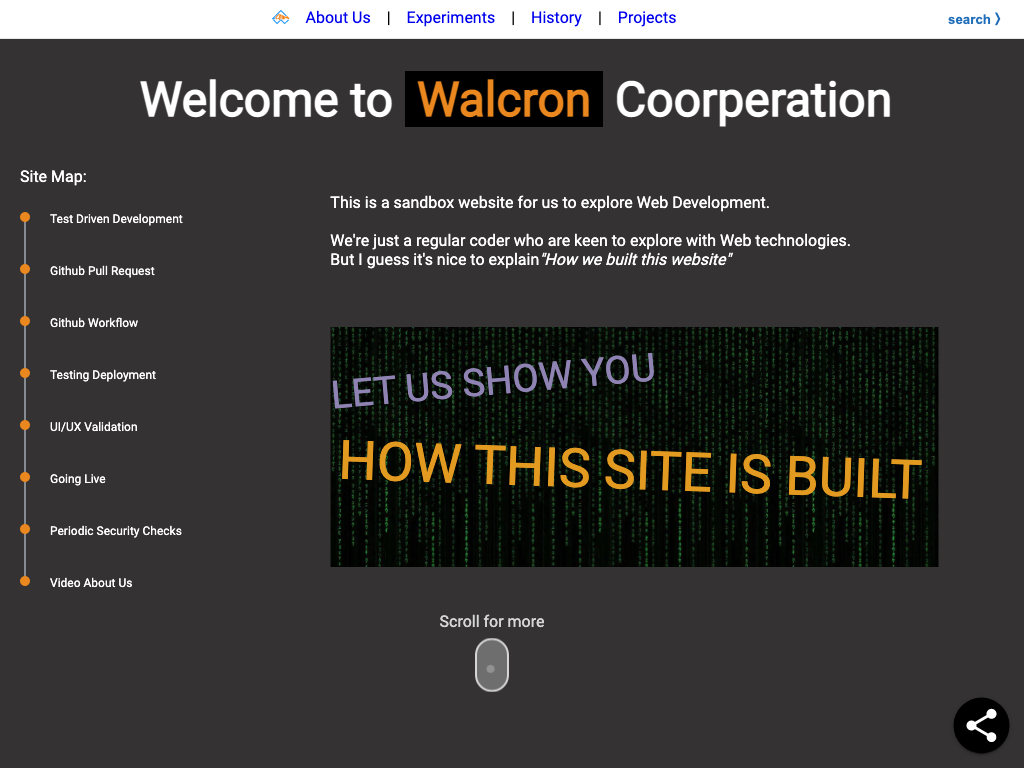 About Us | Experiments | History | Projects
search ⟩
Welcome to Walcron Coorperation
Site Map:
Test Driven Development
Github Pull Request
Github Workflow
Testing Deployment
UI/UX Validation
Going Live
Periodic Security Checks
Video About Us
This is a sandbox website for us to explore Web Development.
We're just a regular coder who are keen to explore with Web technologies.
But I guess it's nice to explain "How we built this website"
LET US SHOW YOU
HOW THIS SITE IS BUILT
Scroll for more